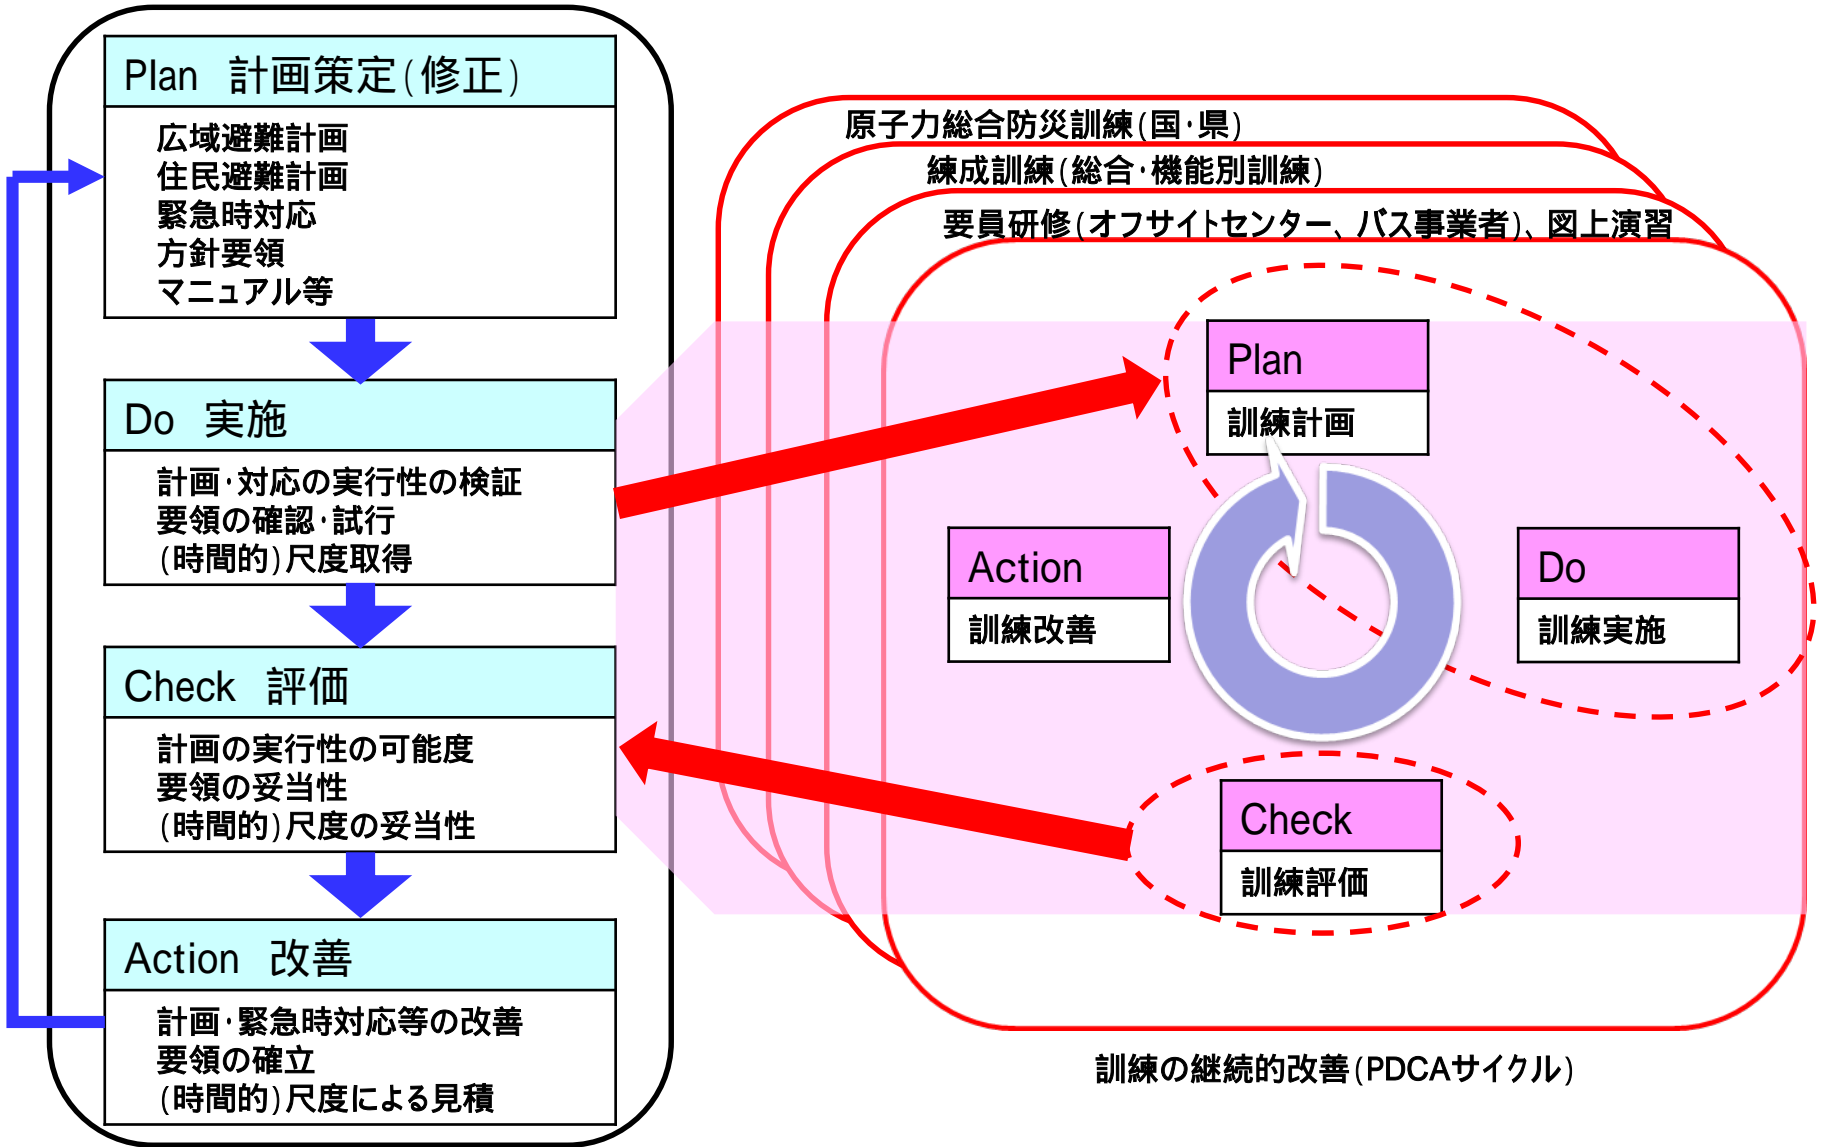 Plan 計画策定(修正)
広域避難計画
住民避難計画
緊急時対応
方針要領
マニュアル等
Do 実施
計画・対応の実行性の検証
要領の確認・試行
(時間的)尺度取得
Check 評価
計画の実行性の可能度
要領の妥当性
(時間的)尺度の妥当性
Action 改善
計画・緊急時対応等の改善
要領の確立
(時間的)尺度による見積
原子力総合防災訓練(国・県)
練成訓練(総合・機能別訓練)
要員研修(オフサイトセンター、バス事業者)、図上演習
Plan
訓練計画
Action
訓練改善
Do
訓練実施
Check
訓練評価
訓練の継続的改善(PDCAサイクル)